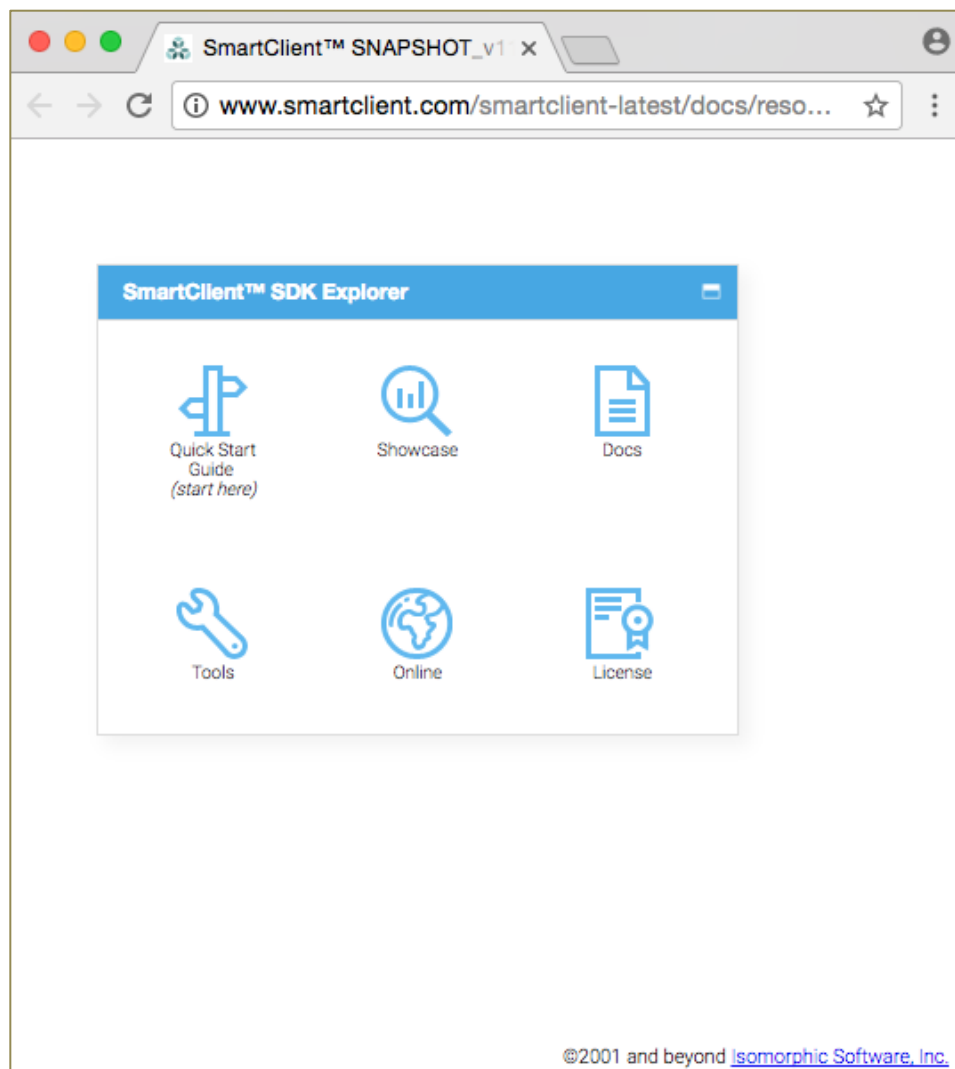 SmartClient™ SNAPSHOT_v11
www.smartclient.com/smartclient-latest/docs/reso...
SmartClient™ SDK Explorer
Quick Start
Guide
(start here)
Showcase
Docs
Tools
Online
License
©2001 and beyond Isomorphic Software, Inc.